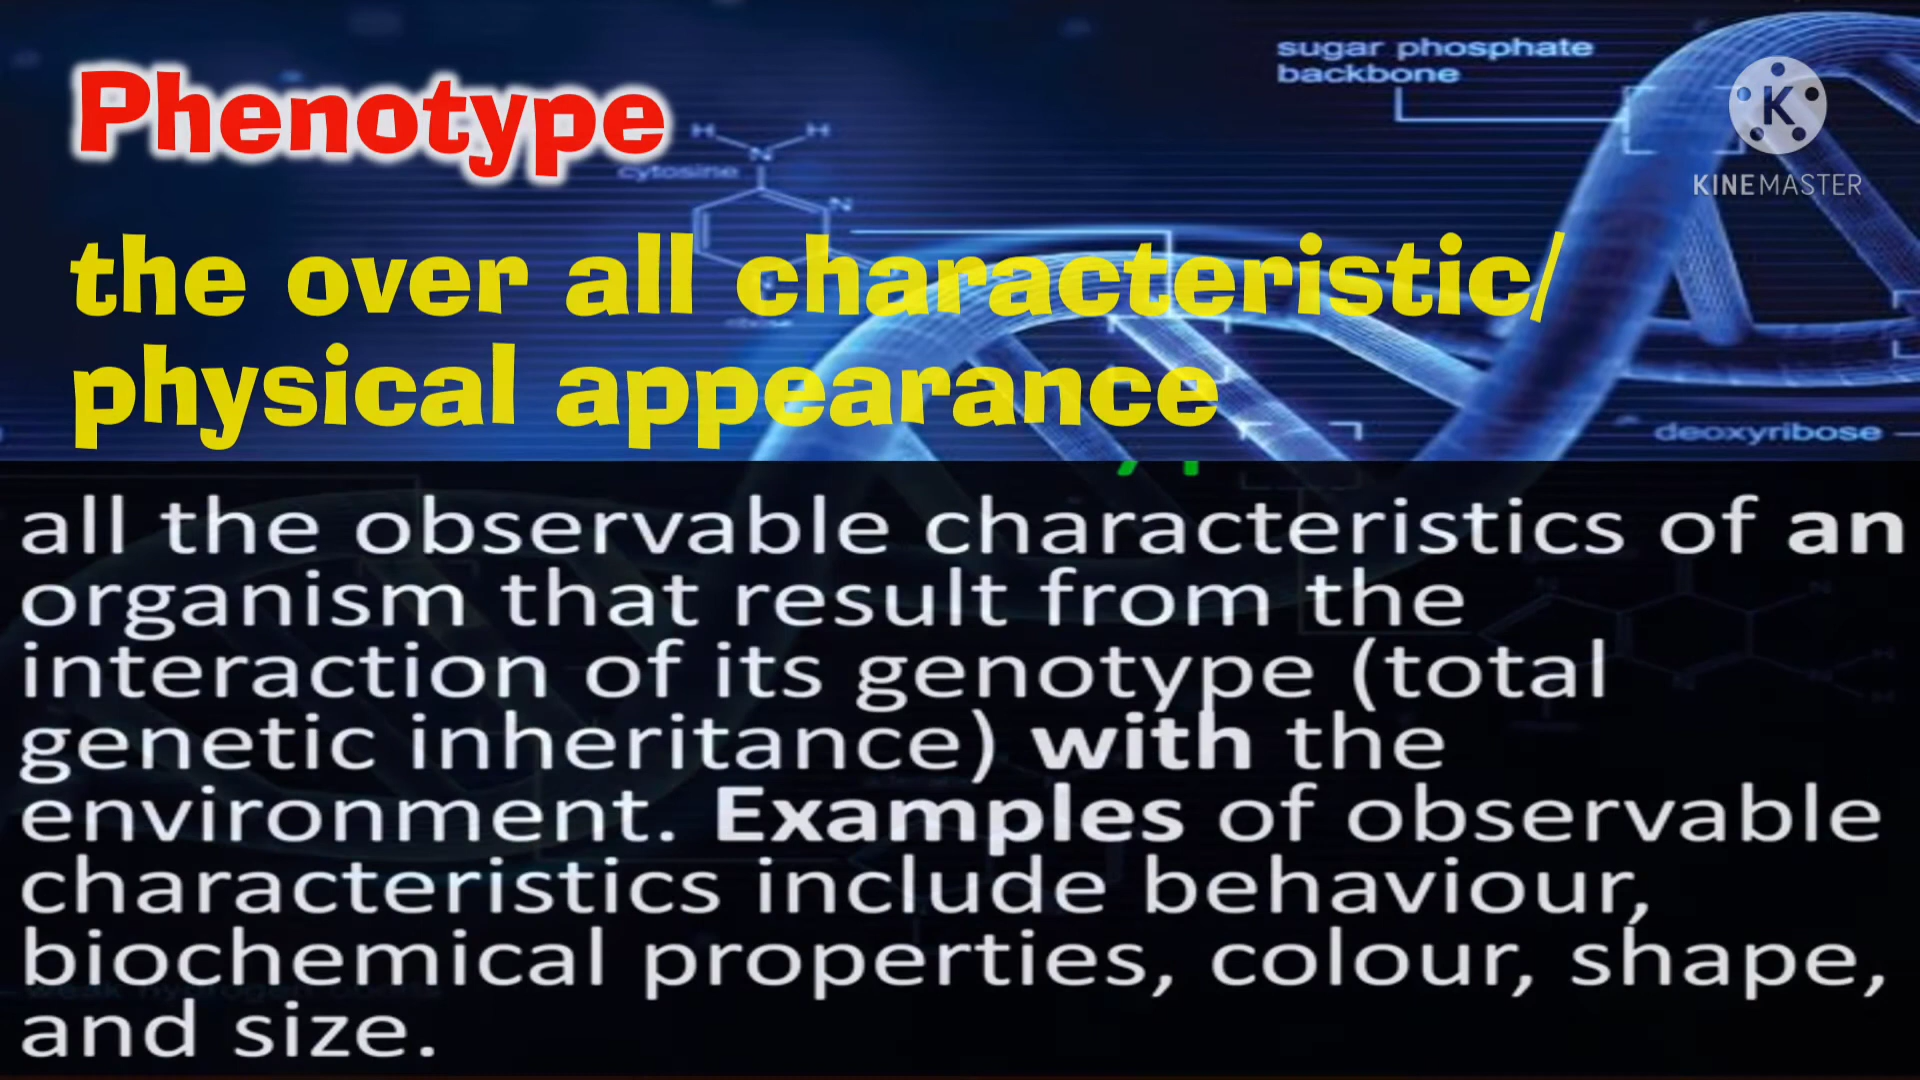 sugar phosphate
backbone
Phenotype
K
KINEMASTER
H H
N
cytosine
N
the over all characteristic/
physical appearance
deoxyribose
all the observable characteristics of an
organism that result from the
interaction of its genotype (total
genetic inheritance) with the
environment. Examples of observable
characteristics include behaviour,
biochemical properties, colour, shape,
and size.